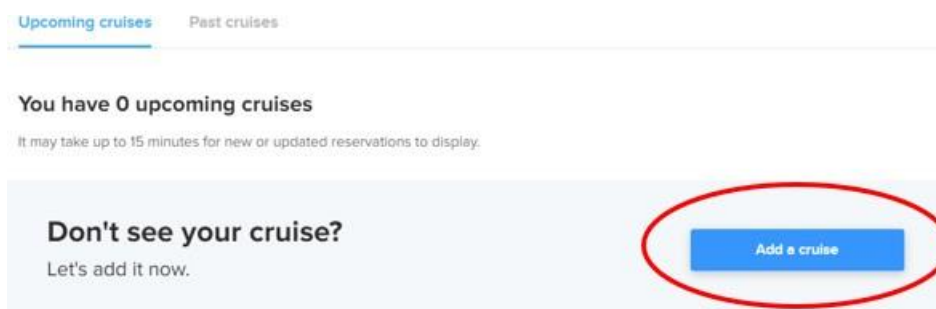 Upcoming cruises Past cruises
You have 0 upcoming cruises
It may take up to 15 minutes for new or updated reservations to display.
Don't see your cruise?
Let's add it now.
Add a cruise